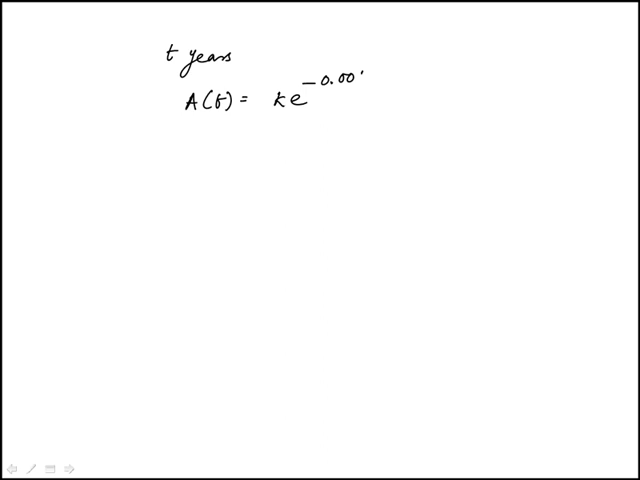 t years
A(t) = ke^-0.00